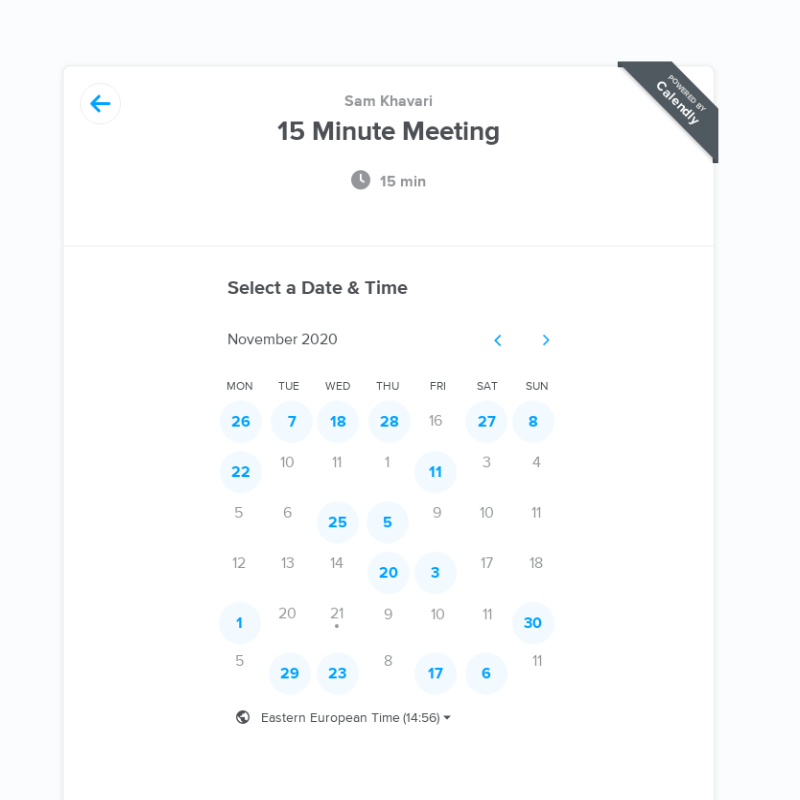 POWERED BY
Calendly
Sam Khavari
15 Minute Meeting
15 min
Select a Date & Time
November 2020
MON TUE WED THU FRI SAT SUN
26 7 18 28 16 27 8
22 10 11 1 11 3 4
5 6 25 5 9 10 11
12 13 14 20 3 17 18
1 20 21 9 10 11 30
5 29 23 8 17 6 11
Eastern European Time (14:56)